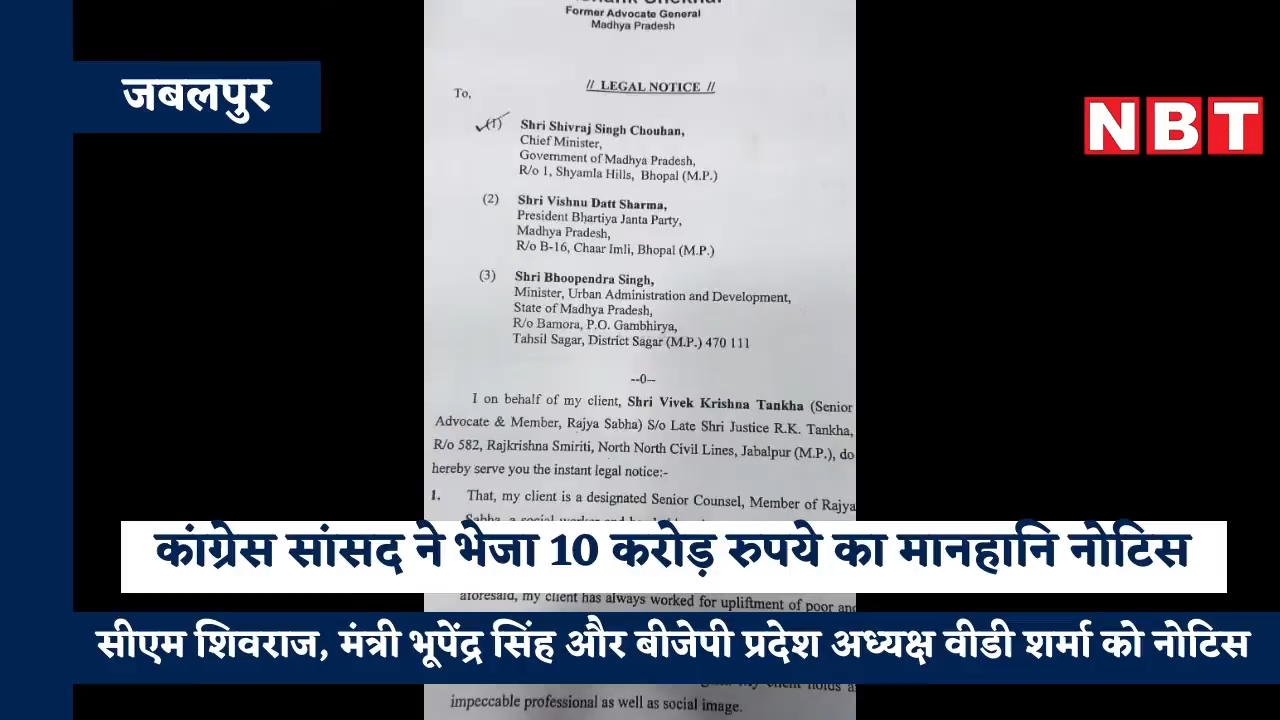 Former Advocate General
Madhya Pradesh
जबलपुर
NBT
// LEGAL NOTICE //
To,
(1) Shri Shivraj Singh Chouhan,
Chief Minister,
Government of Madhya Pradesh,
R/o 1, Shyamla Hills, Bhopal (M.P.)
(2) Shri Vishnu Datt Sharma,
President Bhartiya Janta Party,
Madhya Pradesh,
R/o B-16, Chaar Imli, Bhopal (M.P.)
(3) Shri Bhoopendra Singh,
Minister, Urban Administration and Development,
State of Madhya Pradesh,
R/o Bamora, P.O. Gambhirya,
Tahsil Sagar, District Sagar (M.P.) 470 111
--0--
I on behalf of my client, Shri Vivek Krishna Tankha (Senior
Advocate & Member, Rajya Sabha) S/o Late Shri Justice R.K. Tankha,
R/o 582, Rajkrishna Smiriti, North North Civil Lines, Jabalpur (M.P.), do
hereby serve you the instant legal notice:-
1. That, my client is a designated Senior Counsel, Member of Rajya
कांग्रेस सांसद ने भेजा 10 करोड़ रुपये का मानहानि नोटिस
aforesaid, my client has always worked for upliftment of poor and
सीएम शिवराज, मंत्री भूपेंद्र सिंह और बीजेपी प्रदेश अध्यक्ष वीडी शर्मा को नोटिस
impeccable professional as well as social image.